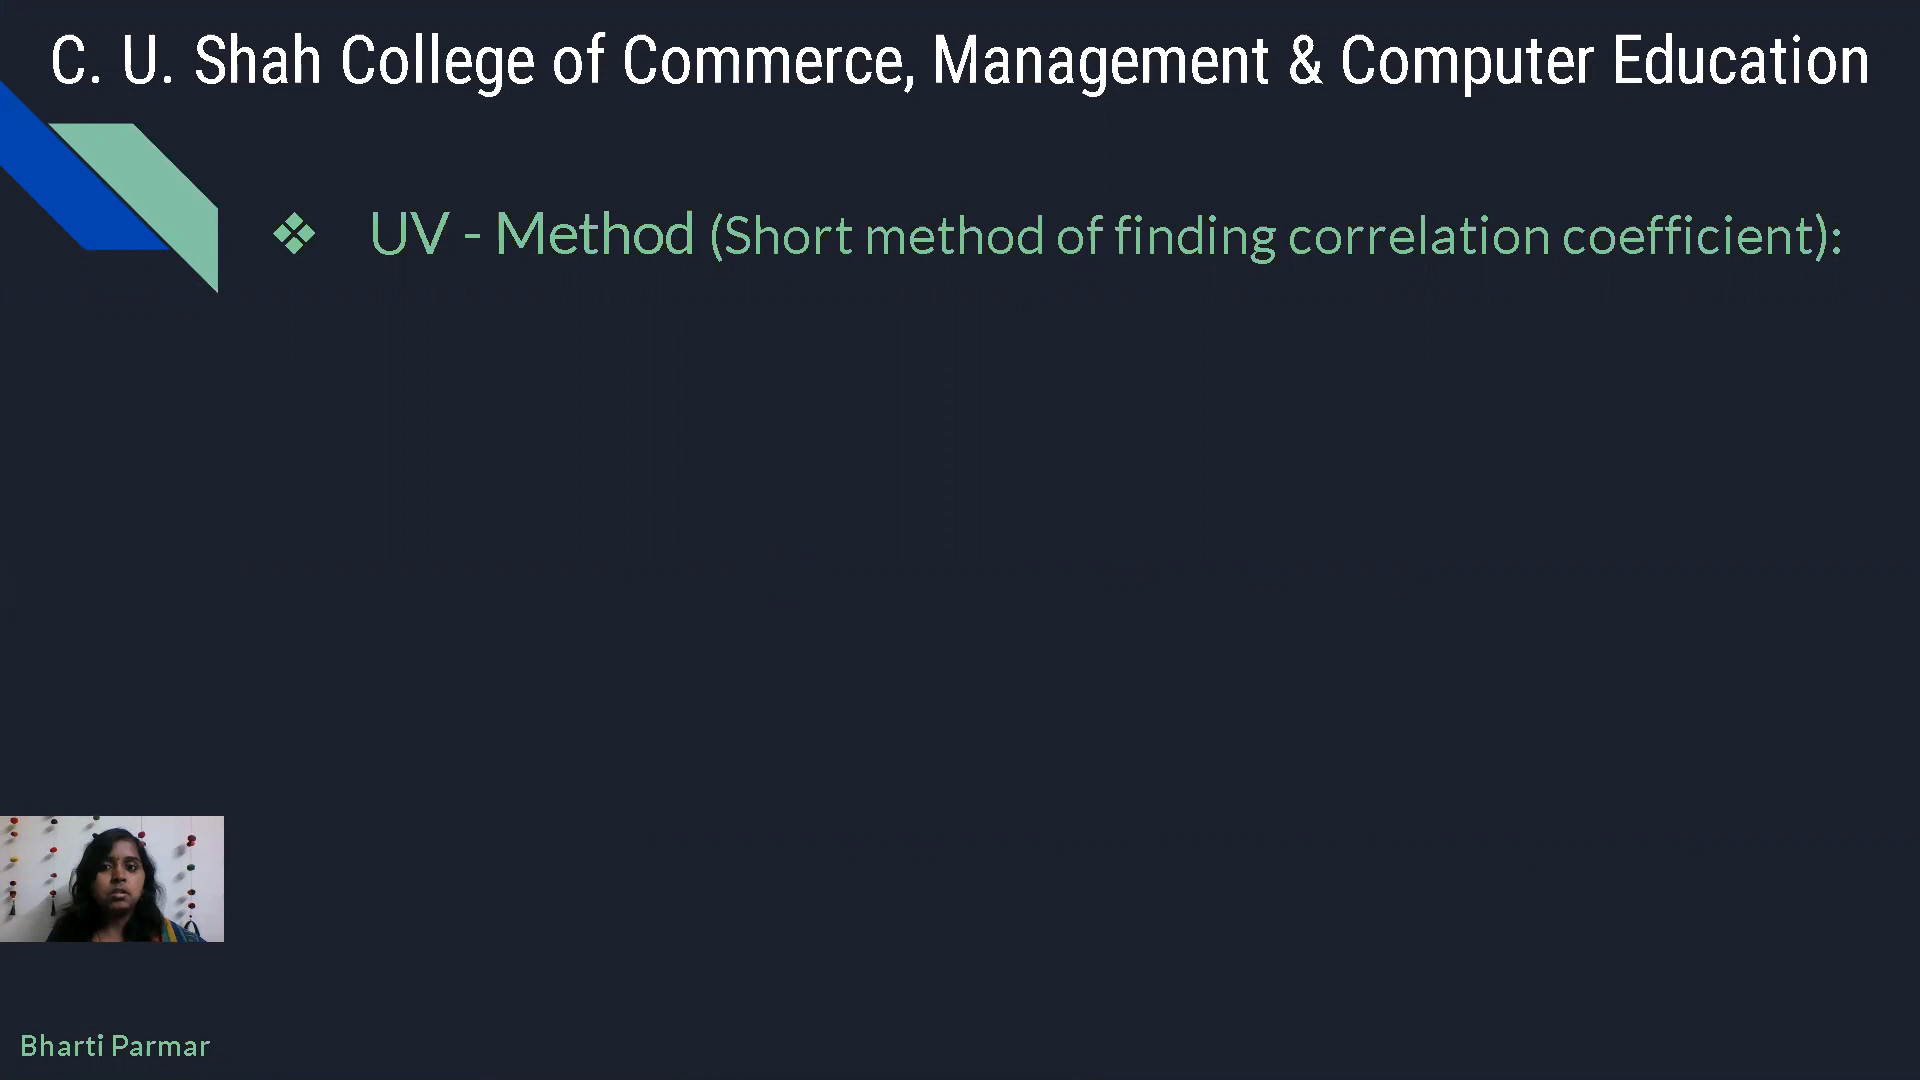 C. U. Shah College of Commerce, Management & Computer Education
❖ UV - Method (Short method of finding correlation coefficient):
Bharti Parmar